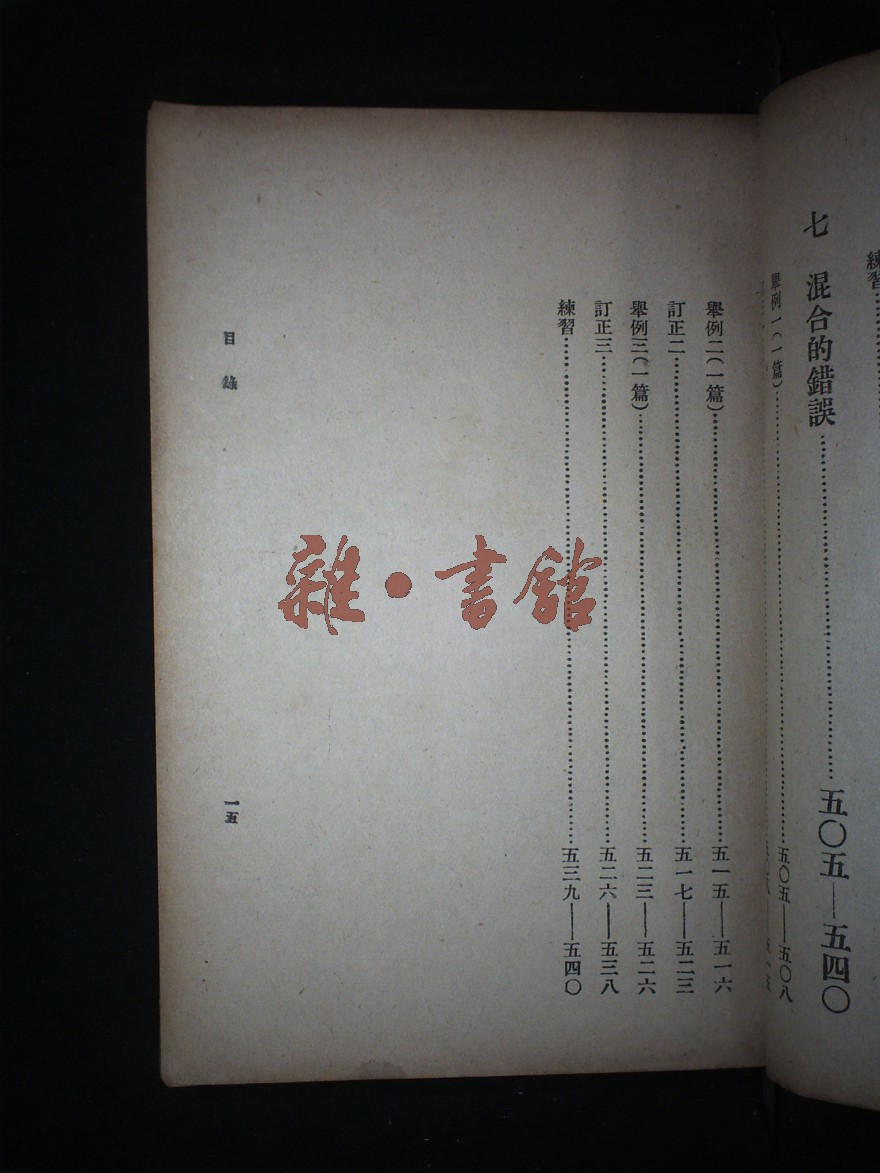 練習
七　混合的錯誤……五〇五—五四〇
舉例一(一篇)……五〇五—五〇八
舉例二(一篇)……五一五—五一六
訂正二……五一七—五二三
舉例三(一篇)……五二三—五二六
訂正三……五二六—五三八
練習……五三九—五四〇
目錄
一五
雜・書館